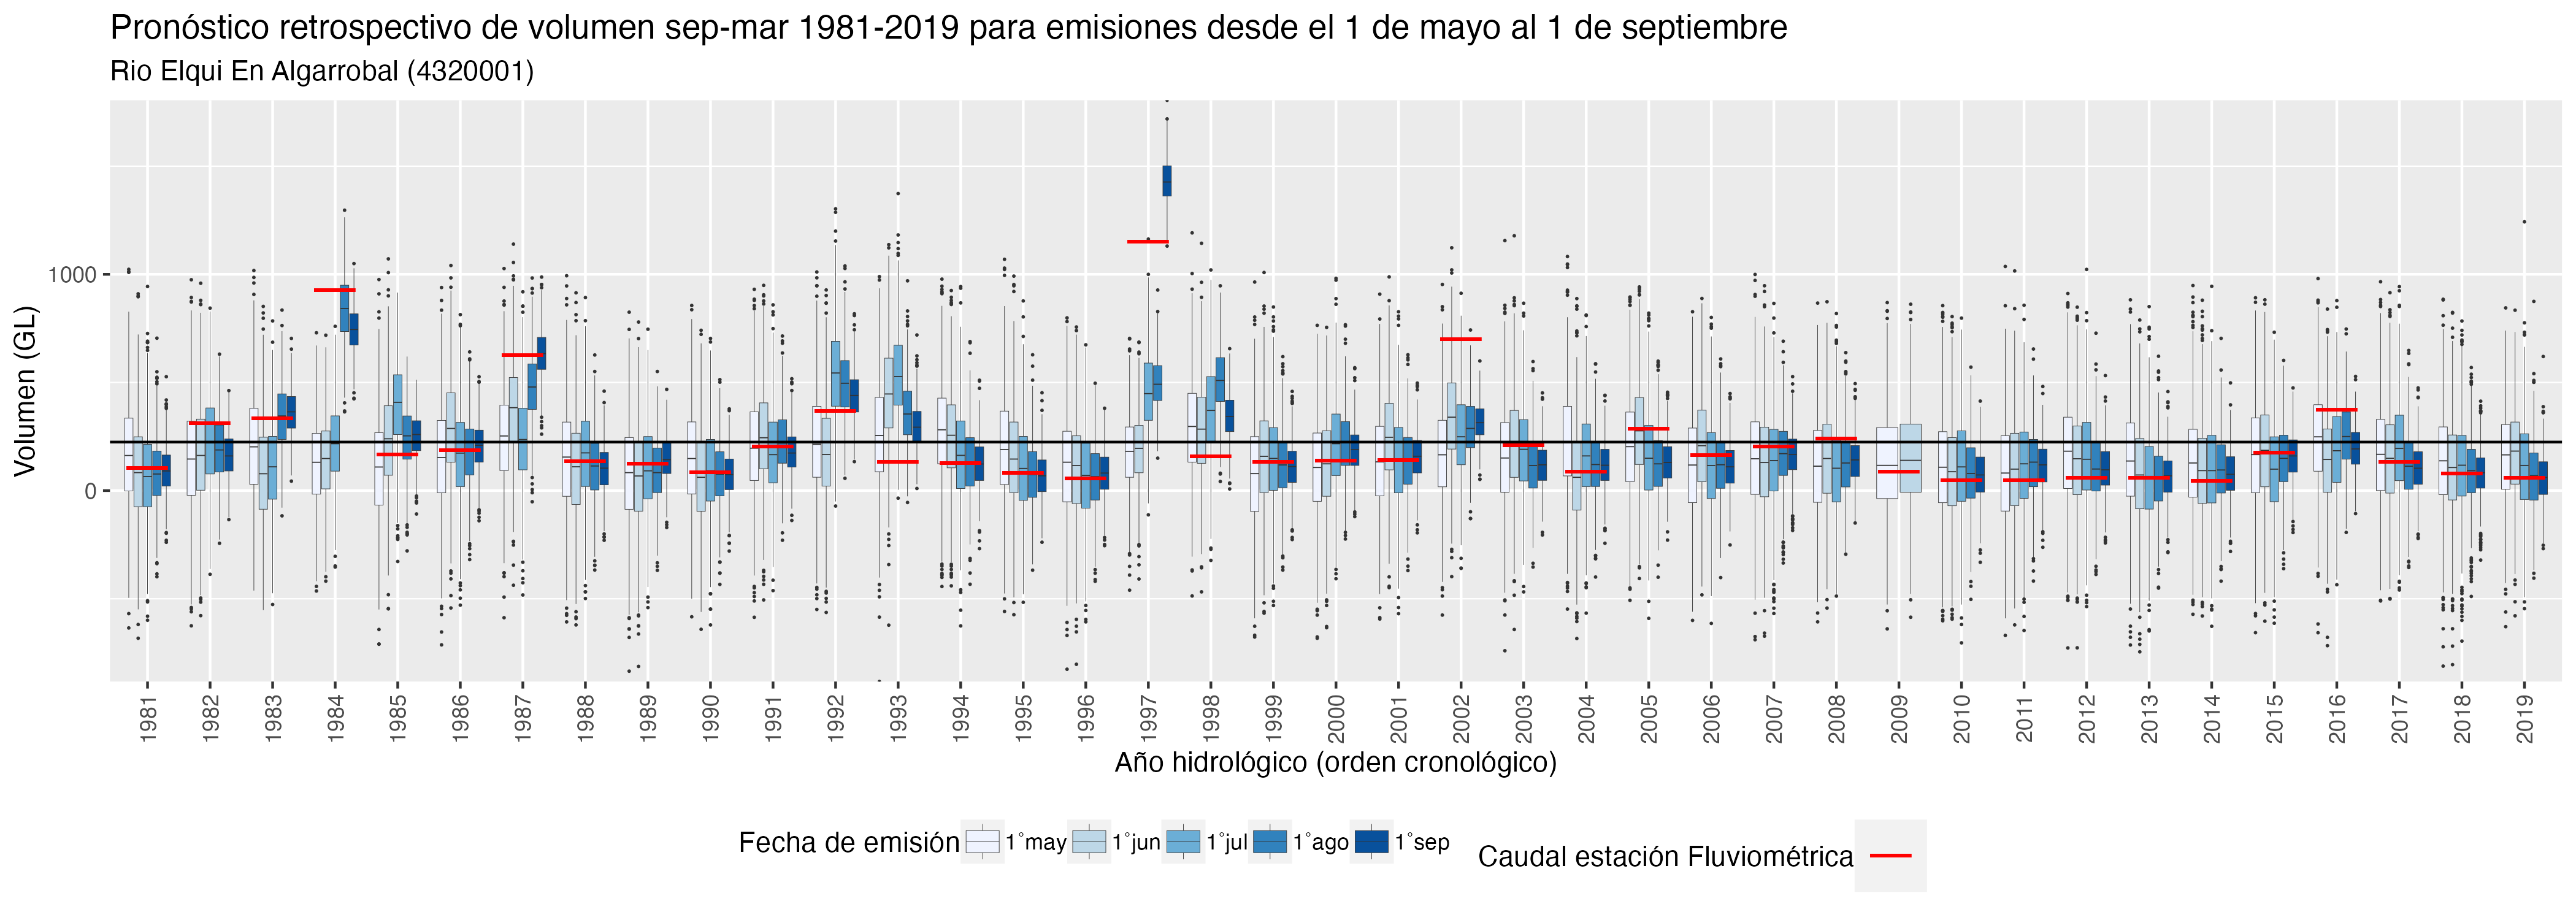 Pronóstico retrospectivo de volumen sep-mar 1981-2019 para emisiones desde el 1 de mayo al 1 de septiembre
Rio Elqui En Algarrobal (4320001)
Volumen (GL)
1000
0
1981 1982 1983 1984 1985 1986 1987 1988 1989 1990 1991 1992 1993 1994 1995 1996 1997 1998 1999 2000 2001 2002 2003 2004 2005 2006 2007 2008 2009 2010 2011 2012 2013 2014 2015 2016 2017 2018 2019
Año hidrológico (orden cronológico)
Fecha de emisión 1°may 1°jun 1°jul 1°ago 1°sep Caudal estación Fluviométrica